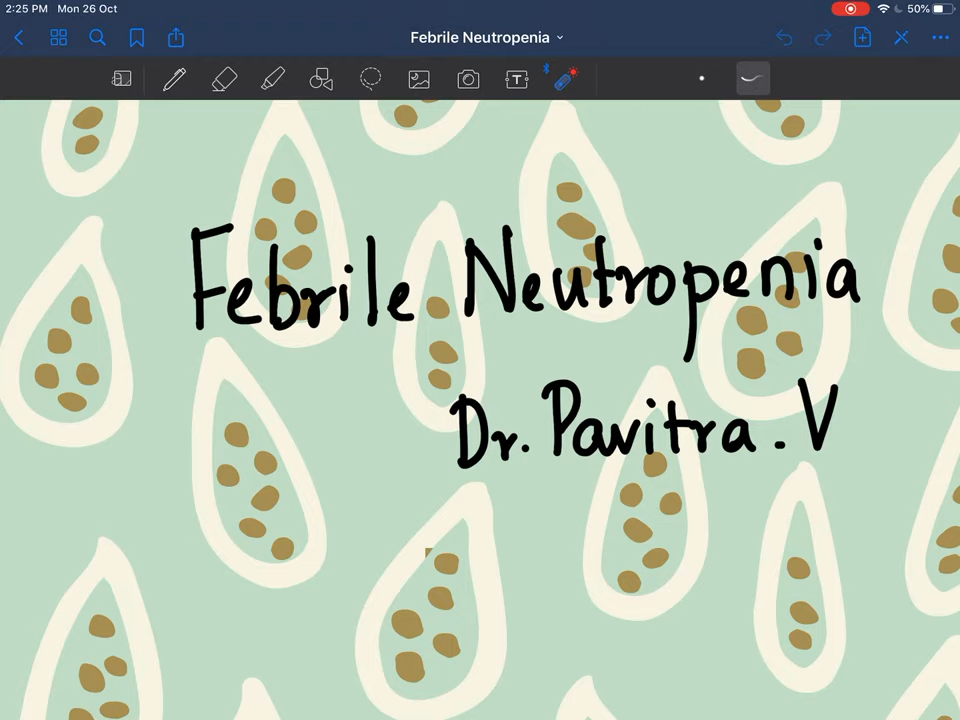 2:25 PM Mon 26 Oct
50%
Febrile Neutropenia
T
Febrile Neutropenia
Dr. Pavitra . V